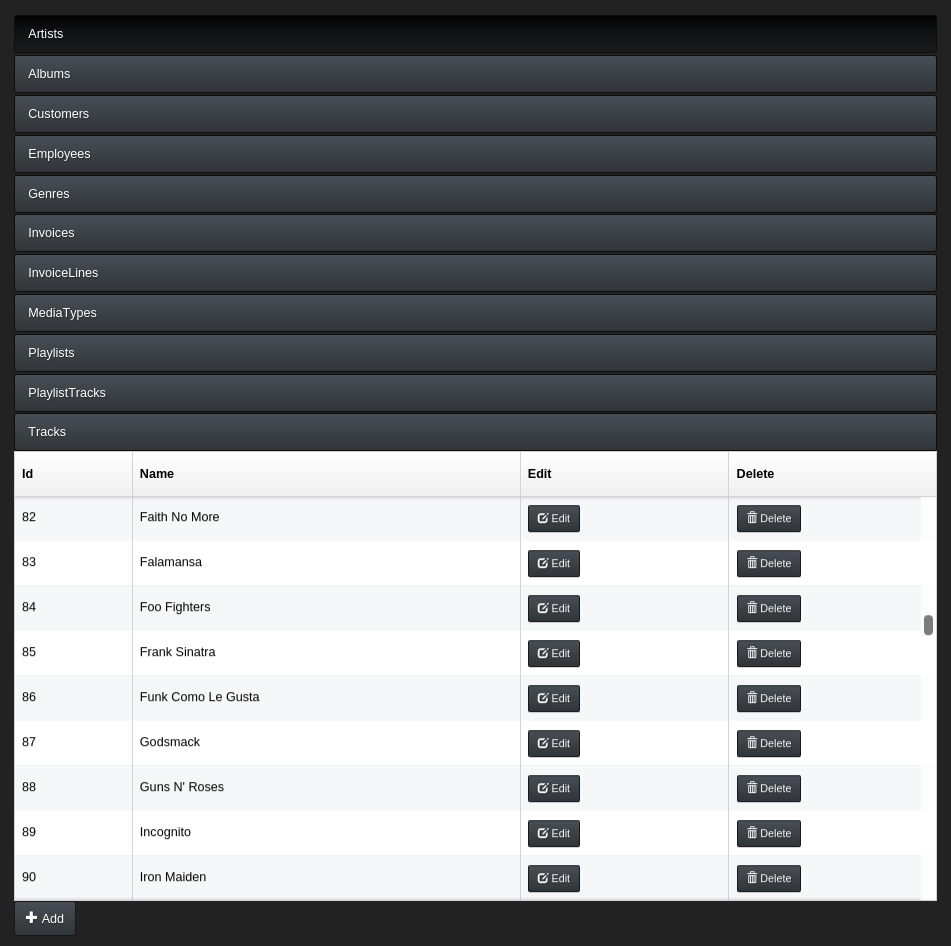 Artists
Albums
Customers
Employees
Genres
Invoices
InvoiceLines
MediaTypes
Playlists
PlaylistTracks
Tracks
Id Name Edit Delete
82 Faith No More Edit Delete
83 Falamansa Edit Delete
84 Foo Fighters Edit Delete
85 Frank Sinatra Edit Delete
86 Funk Como Le Gusta Edit Delete
87 Godsmack Edit Delete
88 Guns N' Roses Edit Delete
89 Incognito Edit Delete
90 Iron Maiden Edit Delete
Add